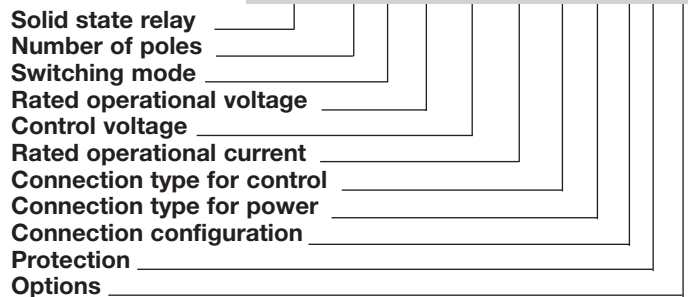 Solid state relay
Number of poles
Switching mode
Rated operational voltage
Control voltage
Rated operational current
Connection type for control
Connection type for power
Connection configuration
Protection
Options